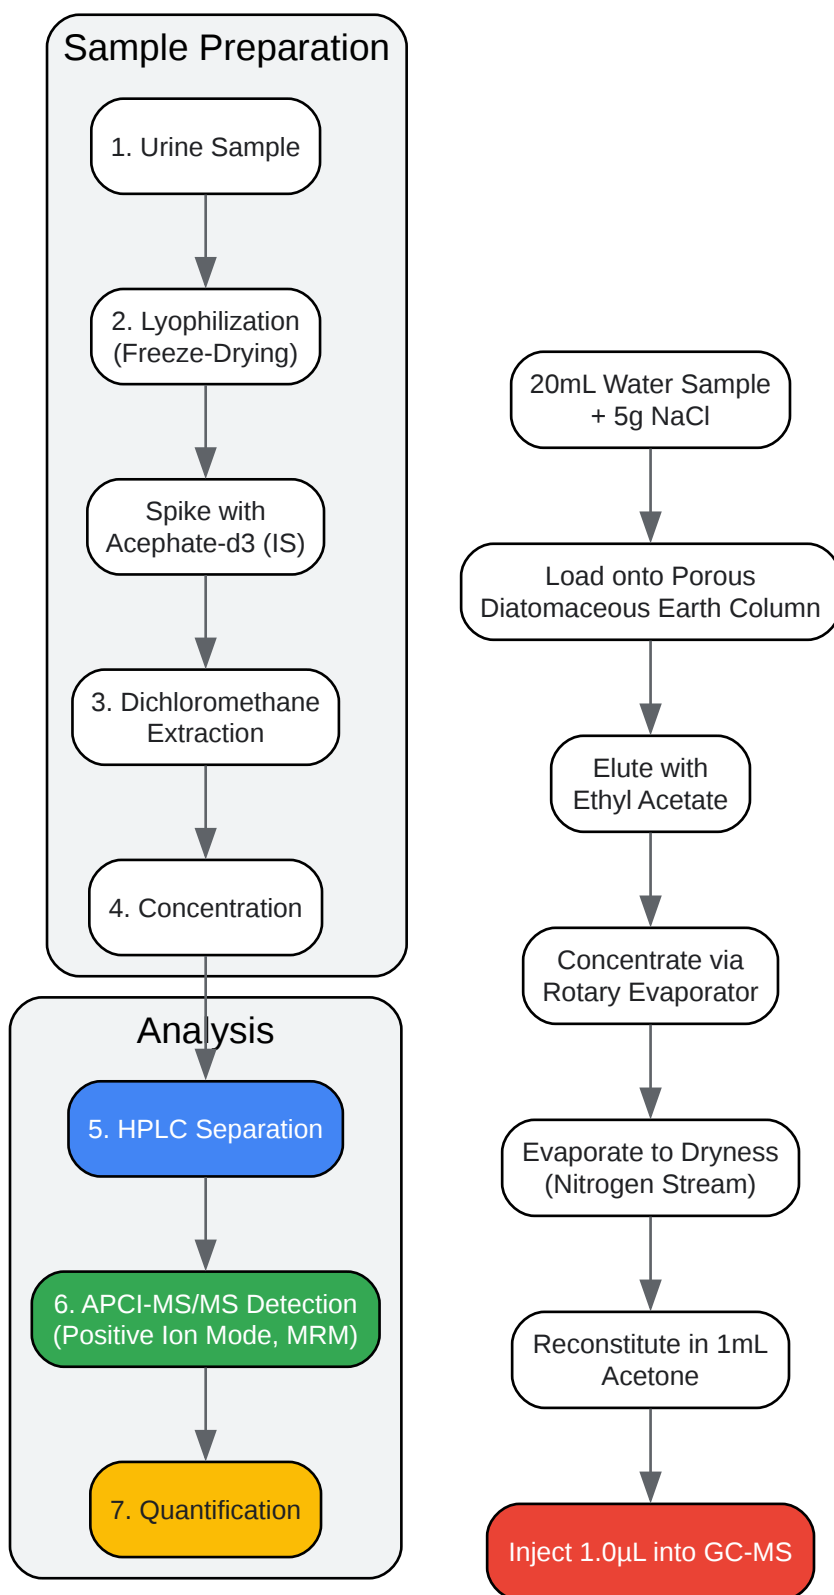 Sample Preparation
1. Urine Sample
2. Lyophilization
(Freeze-Drying)
Spike with
Acephate-d3 (IS)
3. Dichloromethane
Extraction
4. Concentration
Analysis
5. HPLC Separation
6. APCI-MS/MS Detection
(Positive Ion Mode, MRM)
7. Quantification
20mL Water Sample
+ 5g NaCl
Load onto Porous
Diatomaceous Earth Column
Elute with
Ethyl Acetate
Concentrate via
Rotary Evaporator
Evaporate to Dryness
(Nitrogen Stream)
Reconstitute in 1mL
Acetone
Inject 1.0µL into GC-MS